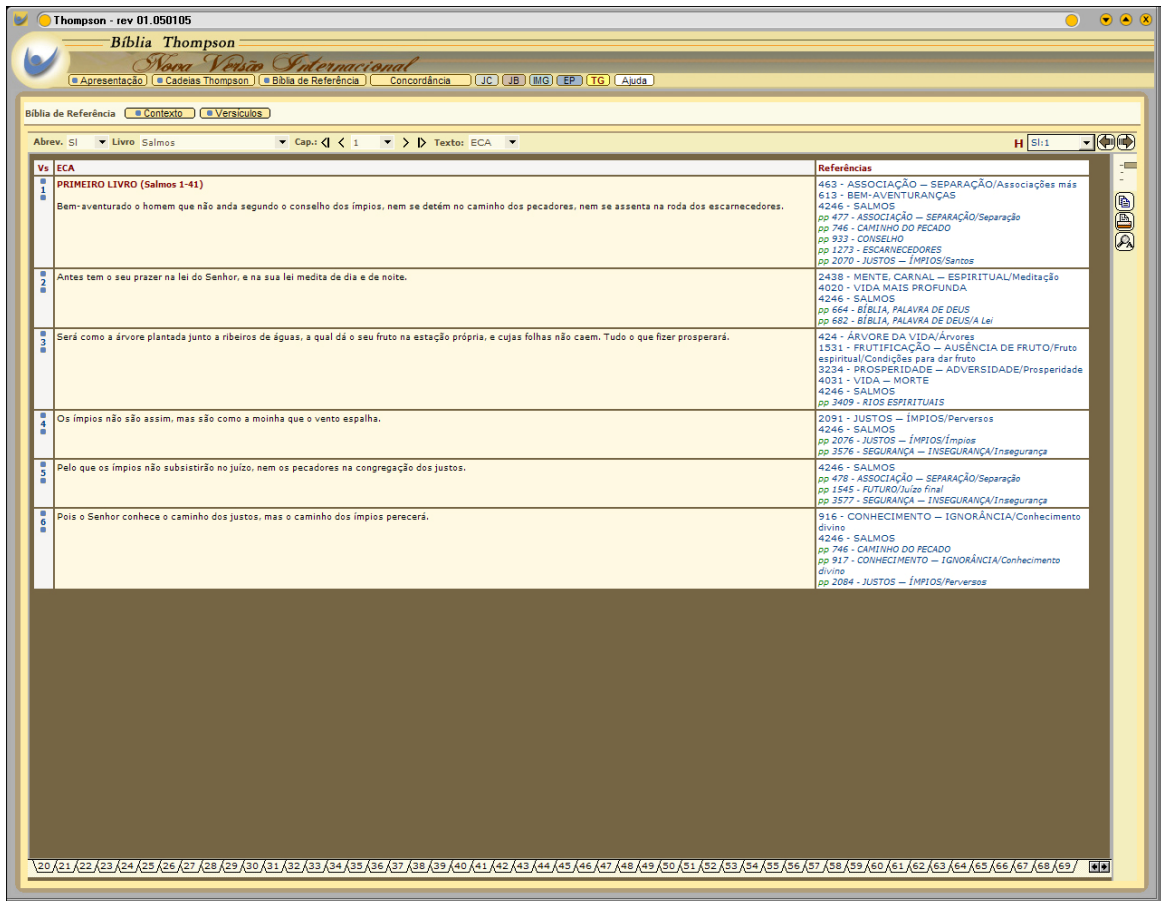 Thompson - rev 01.050105
Bíblia Thompson
Nova Versão Internacional
Apresentação Cadeias Thompson Bíblia de Referência Concordância JC JB IMG EP TG Ajuda
Bíblia de Referência Contexto Versículos
Abrev. Sl Livro Salmos Cap.: 1 Texto: ECA H Sl:1
Vs ECA Referências
1 PRIMEIRO LIVRO (Salmos 1-41)
Bem-aventurado o homem que não anda segundo o conselho dos ímpios, nem se detém no caminho dos pecadores, nem se assenta na roda dos escarnecedores.
463 - ASSOCIAÇÃO — SEPARAÇÃO/Associações más
613 - BEM-AVENTURANÇAS
4246 - SALMOS
pp 477 - ASSOCIAÇÃO — SEPARAÇÃO/Separação
pp 746 - CAMINHO DO PECADO
pp 933 - CONSELHO
pp 1273 - ESCARNECEDORES
pp 2070 - JUSTOS — ÍMPIOS/Santos
2 Antes tem o seu prazer na lei do Senhor, e na sua lei medita de dia e de noite.
2438 - MENTE, CARNAL — ESPIRITUAL/Meditação
4020 - VIDA MAIS PROFUNDA
4246 - SALMOS
pp 664 - BÍBLIA, PALAVRA DE DEUS
pp 682 - BÍBLIA, PALAVRA DE DEUS/A Lei
3 Será como a árvore plantada junto a ribeiros de águas, a qual dá o seu fruto na estação própria, e cujas folhas não caem. Tudo o que fizer prosperará.
424 - ÁRVORE DA VIDA/Árvores
1531 - FRUTIFICAÇÃO — AUSÊNCIA DE FRUTO/Fruto
espiritual/Condições para dar fruto
3234 - PROSPERIDADE — ADVERSIDADE/Prosperidade
4031 - VIDA — MORTE
4246 - SALMOS
pp 3409 - RIOS ESPIRITUAIS
4 Os ímpios não são assim, mas são como a moinha que o vento espalha.
2091 - JUSTOS — ÍMPIOS/Perversos
4246 - SALMOS
pp 2076 - JUSTOS — ÍMPIOS/Ímpios
pp 3576 - SEGURANÇA — INSEGURANÇA/Insegurança
5 Pelo que os ímpios não subsistirão no juízo, nem os pecadores na congregação dos justos.
4246 - SALMOS
pp 478 - ASSOCIAÇÃO — SEPARAÇÃO/Separação
pp 1545 - FUTURO/Juízo final
pp 3577 - SEGURANÇA — INSEGURANÇA/Insegurança
6 Pois o Senhor conhece o caminho dos justos, mas o caminho dos ímpios perecerá.
916 - CONHECIMENTO — IGNORÂNCIA/Conhecimento
divino
4246 - SALMOS
pp 746 - CAMINHO DO PECADO
pp 917 - CONHECIMENTO — IGNORÂNCIA/Conhecimento
divino
pp 2084 - JUSTOS — ÍMPIOS/Perversos
20 21 22 23 24 25 26 27 28 29 30 31 32 33 34 35 36 37 38 39 40 41 42 43 44 45 46 47 48 49 50 51 52 53 54 55 56 57 58 59 60 61 62 63 64 65 66 67 68 69